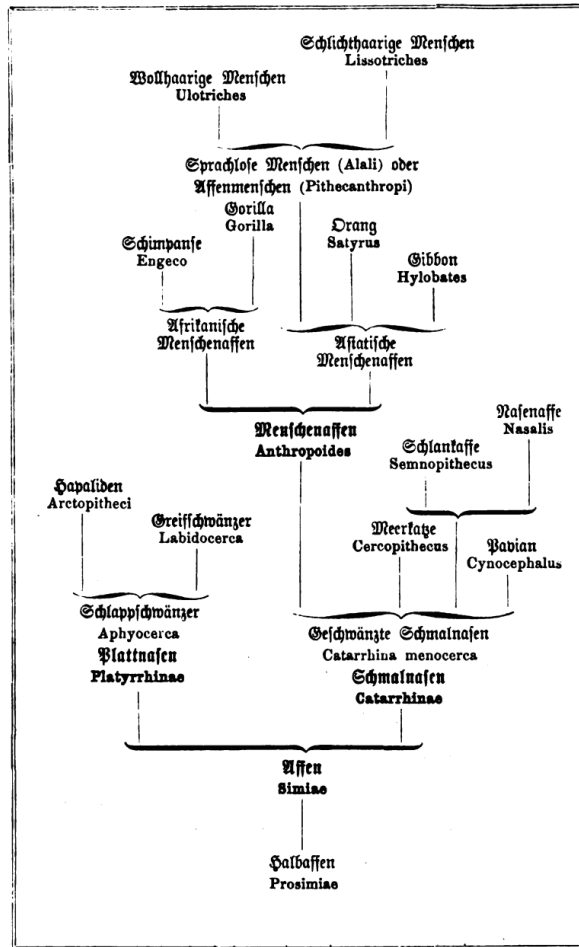 Schlichthaarige Menschen
Lissotriches
Wollhaarige Menschen
Ulotriches
Sprachlose Menschen (Alali) oder
Affenmenschen (Pithecanthropi)
Gorilla
Gorilla
Schimpanse
Engeco
Orang
Satyrus
Gibbon
Hylobates
Afrikanische
Menschenaffen
Asiatische
Menschenaffen
Menschenaffen
Anthropoides
Nasenaffe
Nasalis
Schlankaffe
Semnopithecus
Hapaliden
Arctopitheci
Greifschwänzer
Labidocerca
Meerkatze
Cercopithecus
Pavian
Cynocephalus
Schlappschwänzer
Aphyocerca
Plattnasen
Platyrrhinae
Geschwänzte Schmalnasen
Catarrhina menocerca
Schmalnasen
Catarrhinae
Affen
Simiae
Halbaffen
Prosimiae